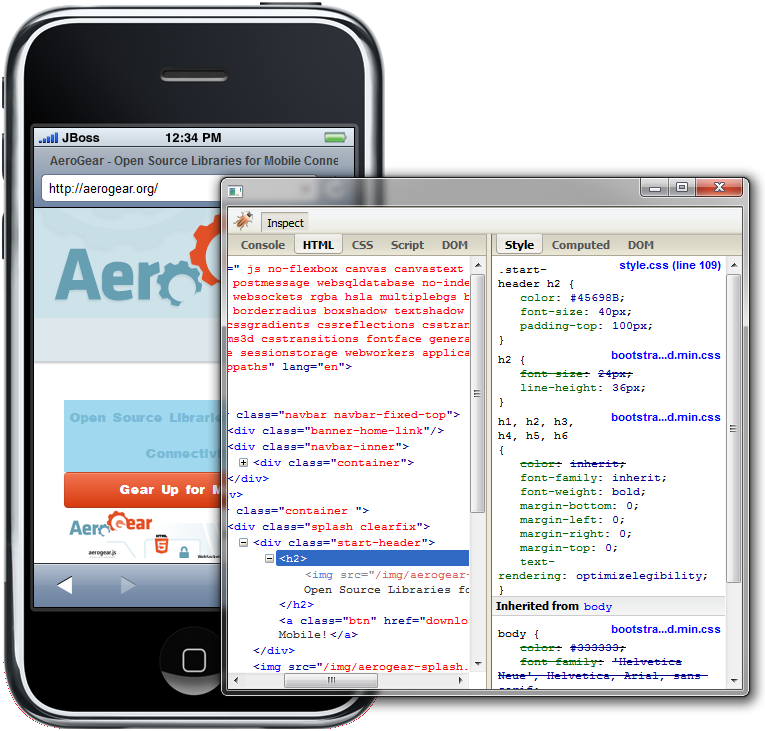 JBoss 12:34 PM
AeroGear - Open Source Libraries for Mobile Conne
http://aerogear.org/
Aero
Open Source Librarie
Connectiv
Gear Up for M
AeroGear
HTML
aerogear.js
Inspect
Console HTML CSS Script DOM
=" js no-flexbox canvas canvastext
postmessage websqldatabase no-inde
websockets rgba hsla multiplebgs b
borderradius boxshadow textshadow
cssgradients cssreflections csstran
ms3d csstransitions fontface genera
e sessionstorage webworkers applica
ppaths" lang="en">
class="navbar navbar-fixed-top">
<div class="banner-home-link"/>
<div class="navbar-inner">
<div class="container">
</div>
v>
class="container ">
<div class="splash clearfix">
<div class="start-header">
<h2>
<img src="/img/aerogear-
Open Source Libraries fo
</h2>
<a class="btn" href="downlo
Mobile!</a>
</div>
<img src="/img/aerogear-splash.
Style Computed DOM
style.css (line 109)
.start-
header h2 {
color: #45698B;
font-size: 40px;
padding-top: 100px;
}
bootstra...d.min.css
h2 {
font-size: 24px;
line-height: 36px;
}
bootstra...d.min.css
h1, h2, h3,
h4, h5, h6
{
color: inherit;
font-family: inherit;
font-weight: bold;
margin-bottom: 0;
margin-left: 0;
margin-right: 0;
margin-top: 0;
text-
rendering: optimizelegibility;
}
Inherited from body
bootstra...d.min.css
body {
color: #333333;
font-family: 'Helvetica
Neue', Helvetica, Arial, sans-
serif;